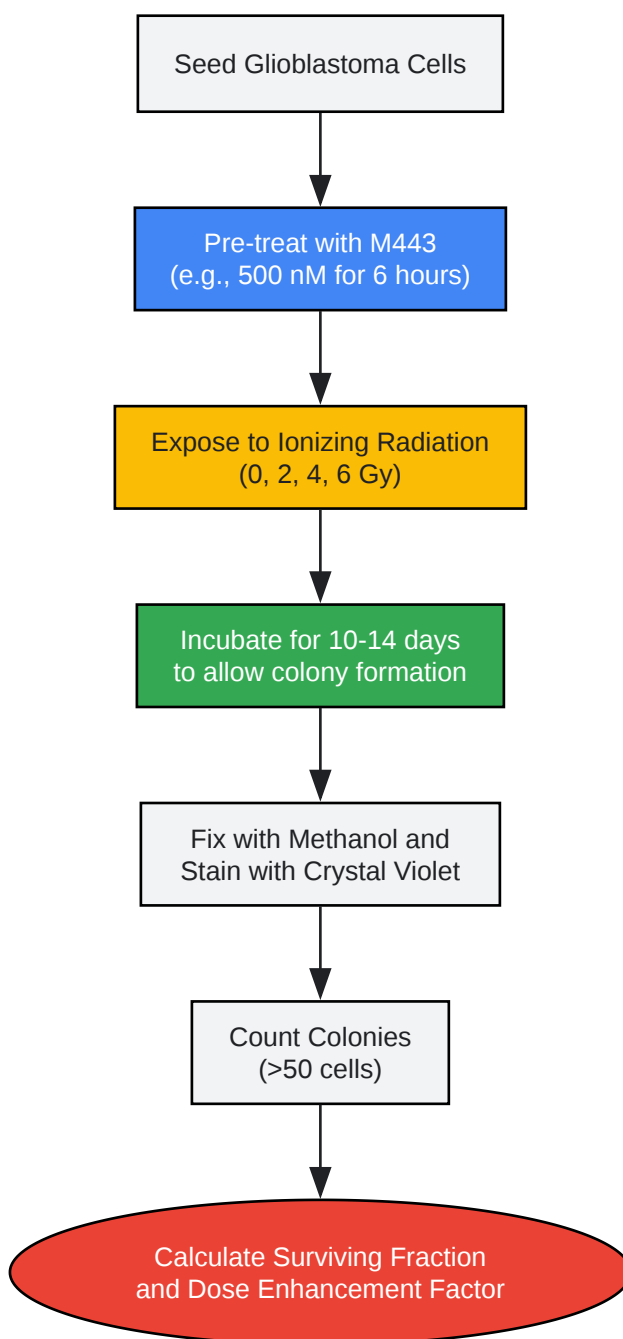 Seed Glioblastoma Cells
Pre-treat with M443
(e.g., 500 nM for 6 hours)
Expose to Ionizing Radiation
(0, 2, 4, 6 Gy)
Incubate for 10-14 days
to allow colony formation
Fix with Methanol and
Stain with Crystal Violet
Count Colonies
(>50 cells)
Calculate Surviving Fraction
and Dose Enhancement Factor